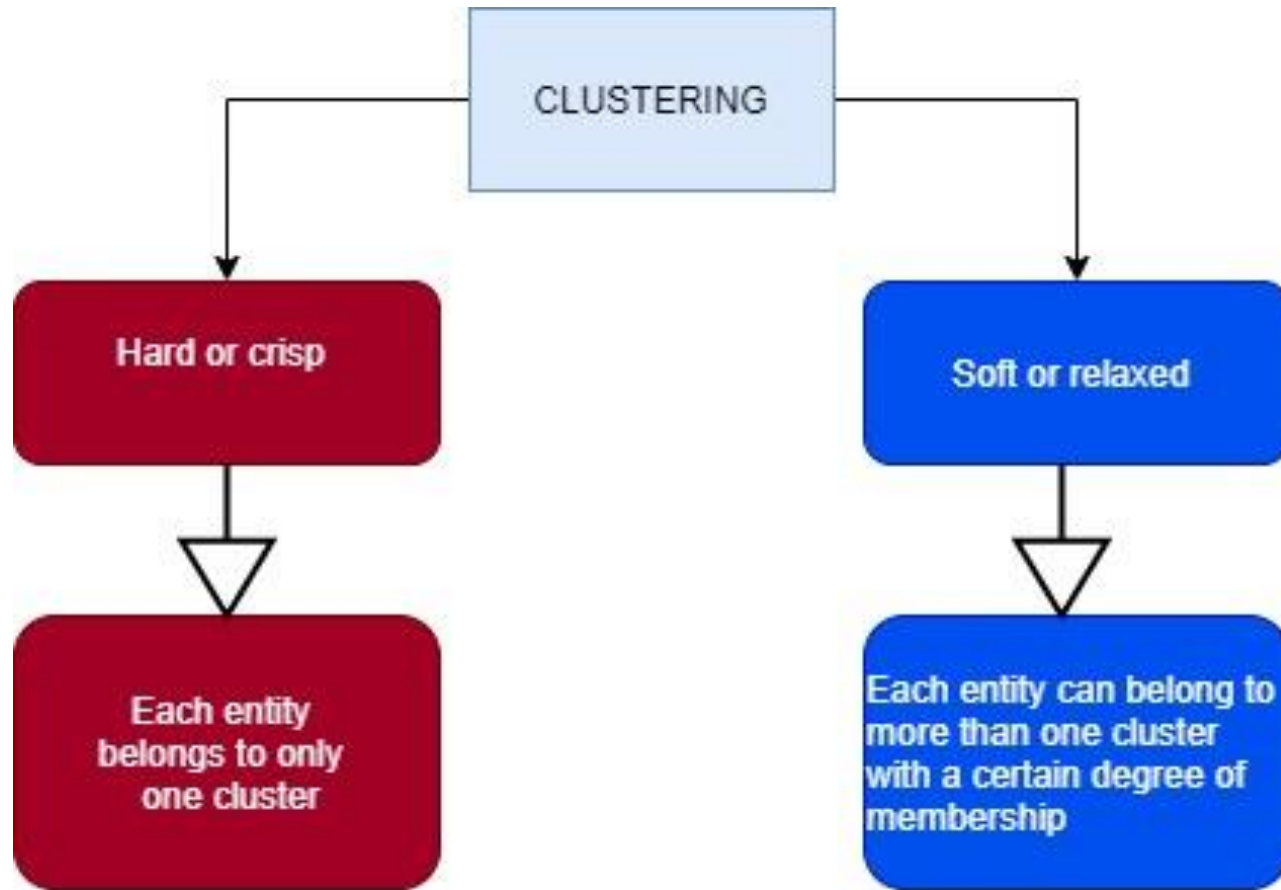 CLUSTERING
Hard or crisp
Soft or relaxed
Each entity
belongs to only
one cluster
Each entity can belong to
more than one cluster
with a certain degree of
membership